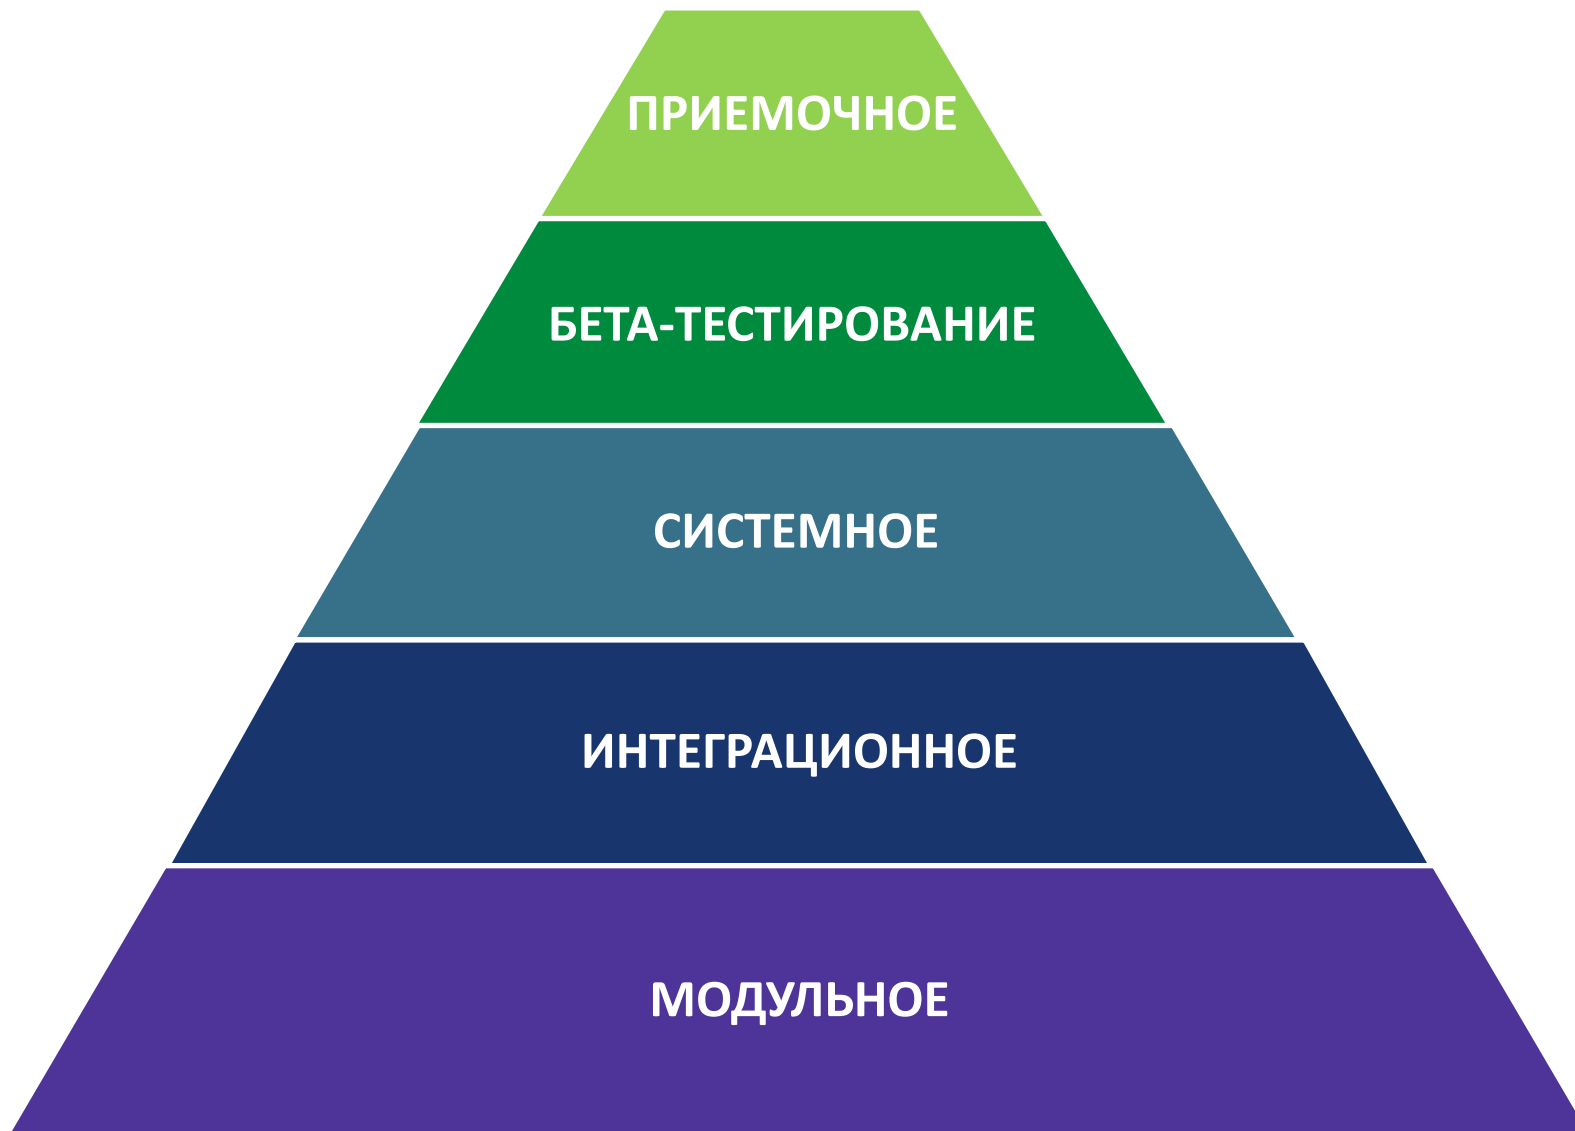 ПРИЕМОЧНОЕ
БЕТА-ТЕСТИРОВАНИЕ
СИСТЕМНОЕ
ИНТЕГРАЦИОННОЕ
МОДУЛЬНОЕ